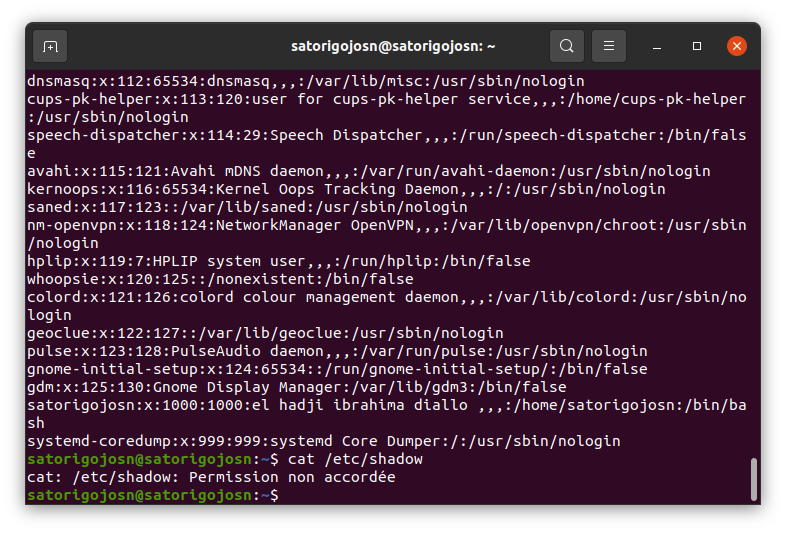 satorigojosn@satorigojosn: ~
dnsmasq:x:112:65534:dnsmasq,,,:/var/lib/misc:/usr/sbin/nologin
cups-pk-helper:x:113:120:user for cups-pk-helper service,,,:/home/cups-pk-helper
:/usr/sbin/nologin
speech-dispatcher:x:114:29:Speech Dispatcher,,,:/run/speech-dispatcher:/bin/fals
e
avahi:x:115:121:Avahi mDNS daemon,,,:/var/run/avahi-daemon:/usr/sbin/nologin
kernoops:x:116:65534:Kernel Oops Tracking Daemon,,,:/:/usr/sbin/nologin
saned:x:117:123::/var/lib/saned:/usr/sbin/nologin
nm-openvpn:x:118:124:NetworkManager OpenVPN,,,:/var/lib/openvpn/chroot:/usr/sbin
/nologin
hplip:x:119:7:HPLIP system user,,,:/run/hplip:/bin/false
whoopsie:x:120:125::/nonexistent:/bin/false
colord:x:121:126:colord colour management daemon,,,:/var/lib/colord:/usr/sbin/no
login
geoclue:x:122:127::/var/lib/geoclue:/usr/sbin/nologin
pulse:x:123:128:PulseAudio daemon,,,:/var/run/pulse:/usr/sbin/nologin
gnome-initial-setup:x:124:65534::/run/gnome-initial-setup/:/bin/false
gdm:x:125:130:Gnome Display Manager:/var/lib/gdm3:/bin/false
satorigojosn:x:1000:1000:el hadji ibrahima diallo ,,,:/home/satorigojosn:/bin/ba
sh
systemd-coredump:x:999:999:systemd Core Dumper:/:/usr/sbin/nologin
satorigojosn@satorigojosn:~$ cat /etc/shadow
cat: /etc/shadow: Permission non accordée
satorigojosn@satorigojosn:~$